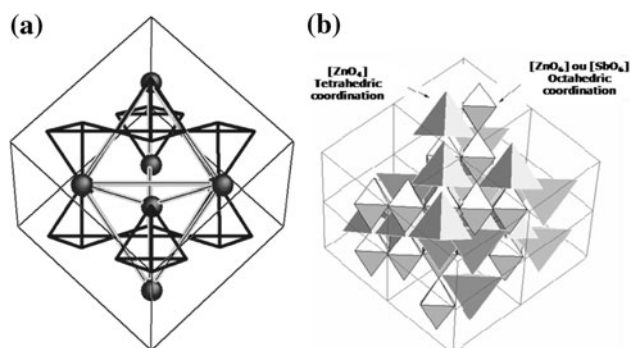 (a)
(b)
[ZnO₄]
Tetrahedric
coordination
[ZnO₆] ou [SbO₆]
Octahedric
coordination